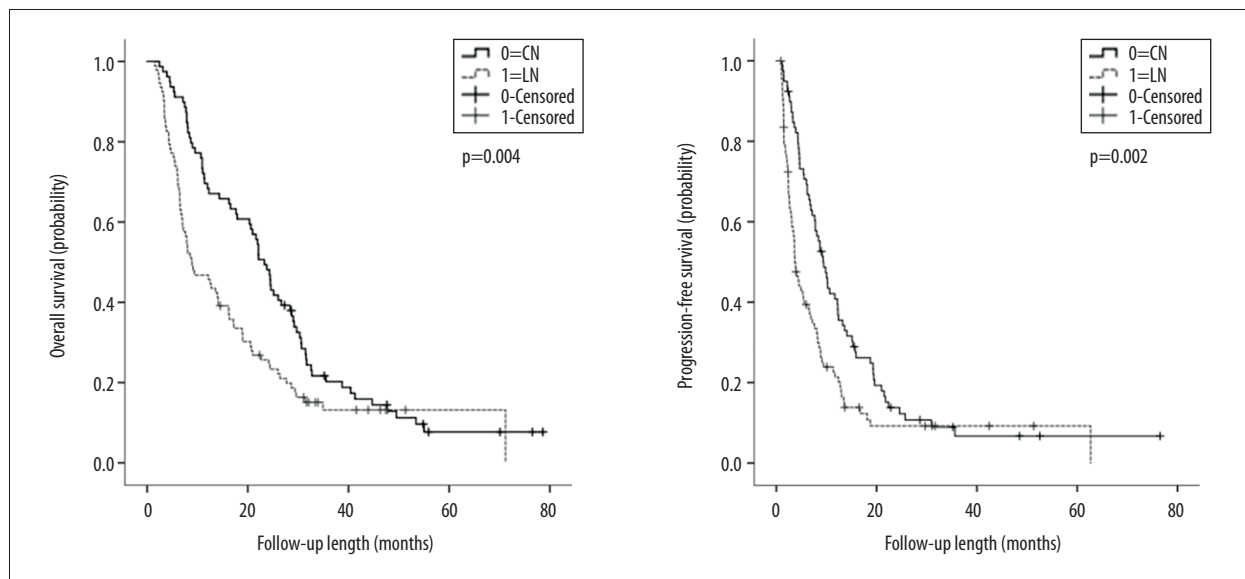 0=CN
1=LN
0-Censored
1-Censored
p=0.004
Overall survival (probability)
1.0
0.8
0.6
0.4
0.2
0.0
0 20 40 60 80
Follow-up length (months)
0=CN
1=LN
0-Censored
1-Censored
p=0.002
Progression-free survival (probability)
1.0
0.8
0.6
0.4
0.2
0.0
0 20 40 60 80
Follow-up length (months)